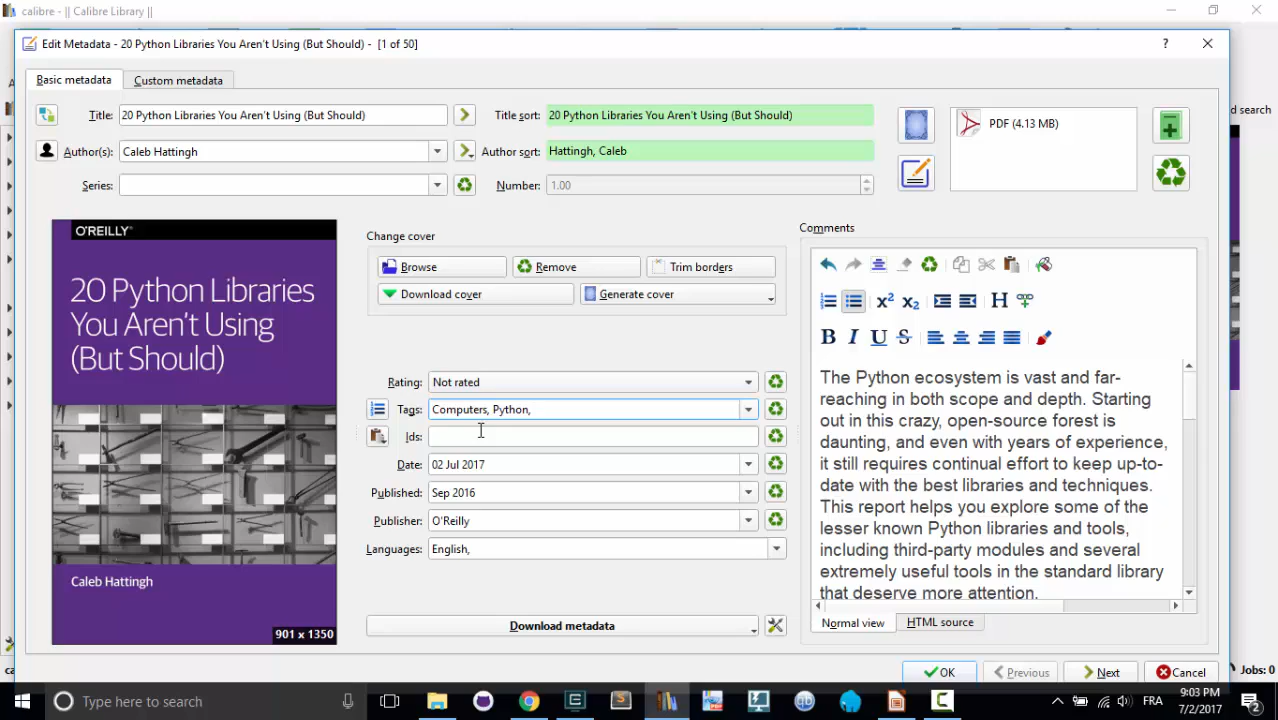 calibre - || Calibre Library ||
Edit Metadata - 20 Python Libraries You Aren't Using (But Should) - [1 of 50]
?
Basic metadata
Custom metadata
Title:
20 Python Libraries You Aren't Using (But Should)
Title sort:
20 Python Libraries You Aren't Using (But Should)
PDF (4.13 MB)
d search
Author(s):
Caleb Hattingh
Author sort:
Hattingh, Caleb
Series:
Number:
1.00
O'REILLY®
20 Python Libraries
You Aren't Using
(But Should)
Caleb Hattingh
901 x 1350
Change cover
Browse
Remove
Trim borders
Download cover
Generate cover
Rating:
Not rated
Tags:
Computers, Python,
Ids:
Date:
02 Jul 2017
Published:
Sep 2016
Publisher:
O'Reilly
Languages:
English,
Download metadata
Comments
X²
X₂
H
B I U S
The Python ecosystem is vast and far-
reaching in both scope and depth. Starting
out in this crazy, open-source forest is
daunting, and even with years of experience,
it still requires continual effort to keep up-to-
date with the best libraries and techniques.
This report helps you explore some of the
lesser known Python libraries and tools,
including third-party modules and several
extremely useful tools in the standard library
that deserve more attention.
Normal view
HTML source
OK
Previous
Next
Cancel
ca
Jobs: 0
Type here to search
FRA
9:03 PM
7/2/2017
2